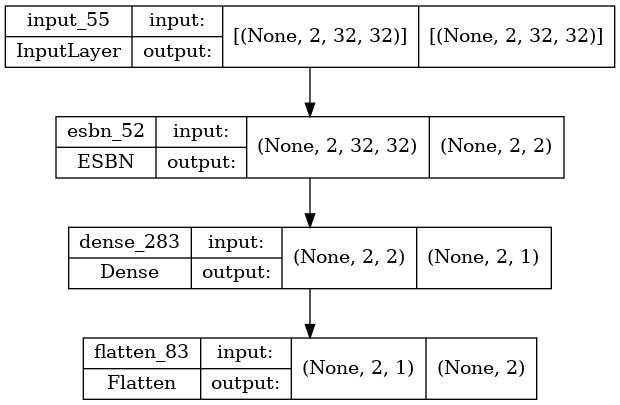 input_55 input: [(None, 2, 32, 32)] [(None, 2, 32, 32)]
InputLayer output:
esbn_52 input: (None, 2, 32, 32) (None, 2, 2)
ESBN output:
dense_283 input: (None, 2, 2) (None, 2, 1)
Dense output:
flatten_83 input: (None, 2, 1) (None, 2)
Flatten output: